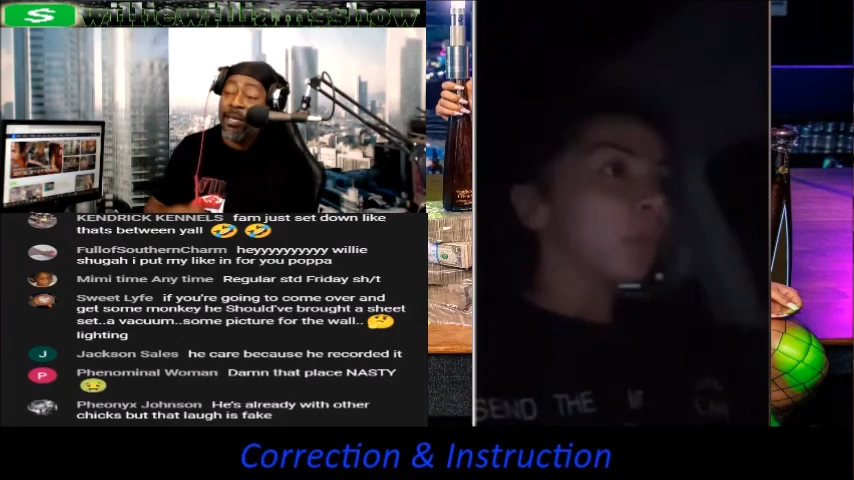 $ williewilliamsshow
KENDRICK KENNELS fam just set down like
thats between yall 🤣 🤣
FullofSouthernCharm heyyyyyyyyyy willie
shugah i put my like in for you poppa
Mimi time Any time Regular std Friday sh/t
Sweet Lyfe if you're going to come over and
get some monkey he Should've brought a sheet
set..a vacuum..some picture for the wall.. 🤔
lighting
J Jackson Sales he care because he recorded it
P Phenominal Woman Damn that place NASTY
🤢
Pheonyx Johnson He's already with other
chicks but that laugh is fake
SEND THE
Correction & Instruction